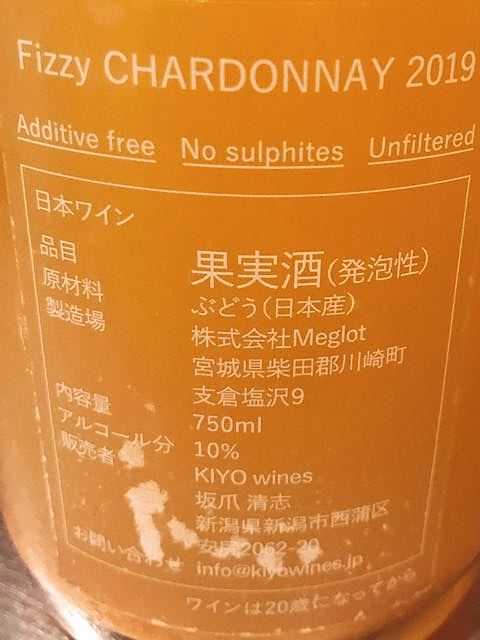 Fizzy CHARDONNAY 2019
Additive free No sulphites Unfiltered
日本ワイン
品目 果実酒(発泡性)
原材料 ぶどう(日本産)
製造場 株式会社Meglot
宮城県柴田郡川崎町
支倉塩沢9
内容量 750ml
アルコール分 10%
販売者 KIYO wines
坂爪 清志
新潟県新潟市西蒲区
2062-20
お問い合わせ info@kiyowines.jp
ワインは20歳になってから